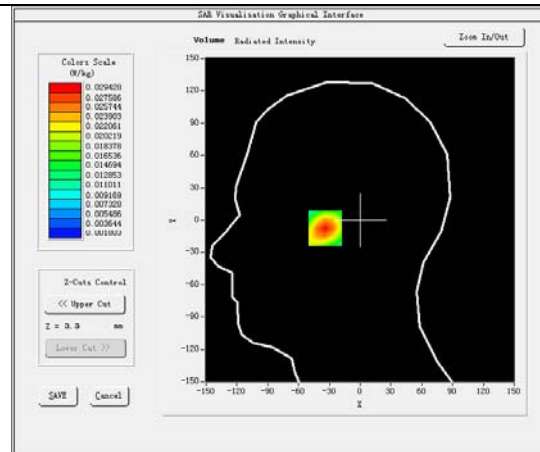 SAR Visualisation Graphical Interface
Volume Radiated Intensity
Zoom In/Out
Colors Scale
(W/kg)
0.029428
0.027586
0.025744
0.023903
0.022061
0.020219
0.018378
0.016536
0.014694
0.012853
0.011011
0.009169
0.007328
0.005486
0.003644
0.001803
Z-Cuts Control
<< Upper Cut
Z = 3.3 mm
Lower Cut >>
SAVE
Cancel
150
120
90
60
30
0
-30
-60
-90
-120
-150
Y
-150 -120 -90 -60 -30 0 30 60 90 120 150
X